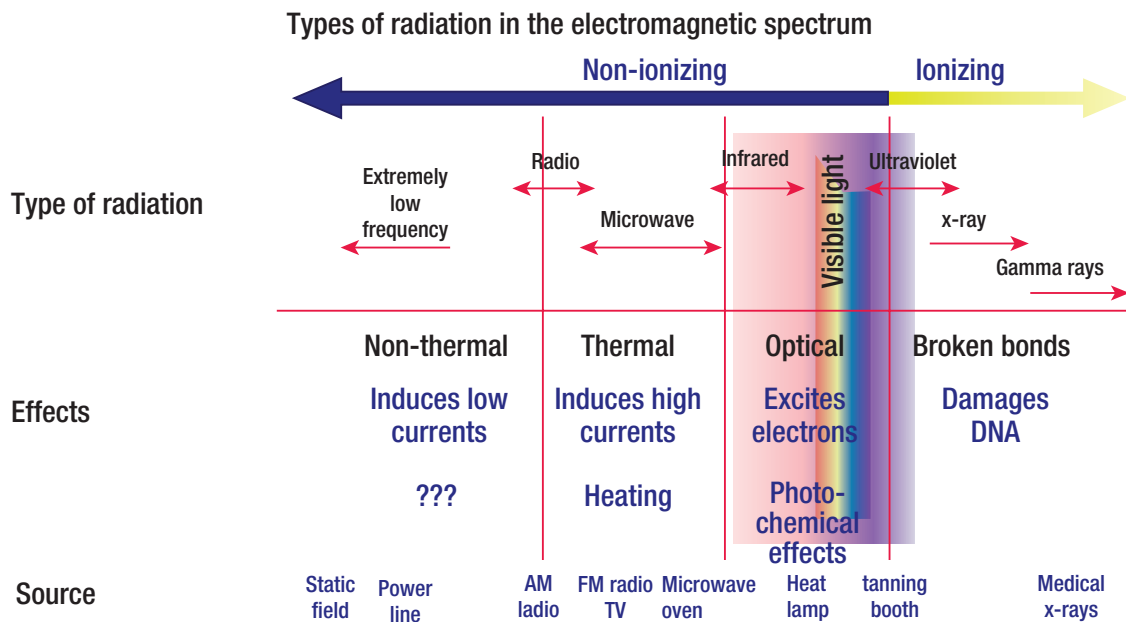 Types of radiation in the electromagnetic spectrum
Non-ionizing
Ionizing
Type of radiation
Extremely
low
frequency
Radio
Microwave
Infrared
Visible light
Ultraviolet
x-ray
Gamma rays
Effects
Non-thermal
Induces low
currents
???
Thermal
Induces high
currents
Heating
Optical
Excites
electrons
Photo-
chemical
effects
Broken bonds
Damages
DNA
Source
Static
field
Power
line
AM
ladio
FM radio
TV
Microwave
oven
Heat
lamp
tanning
booth
Medical
x-rays